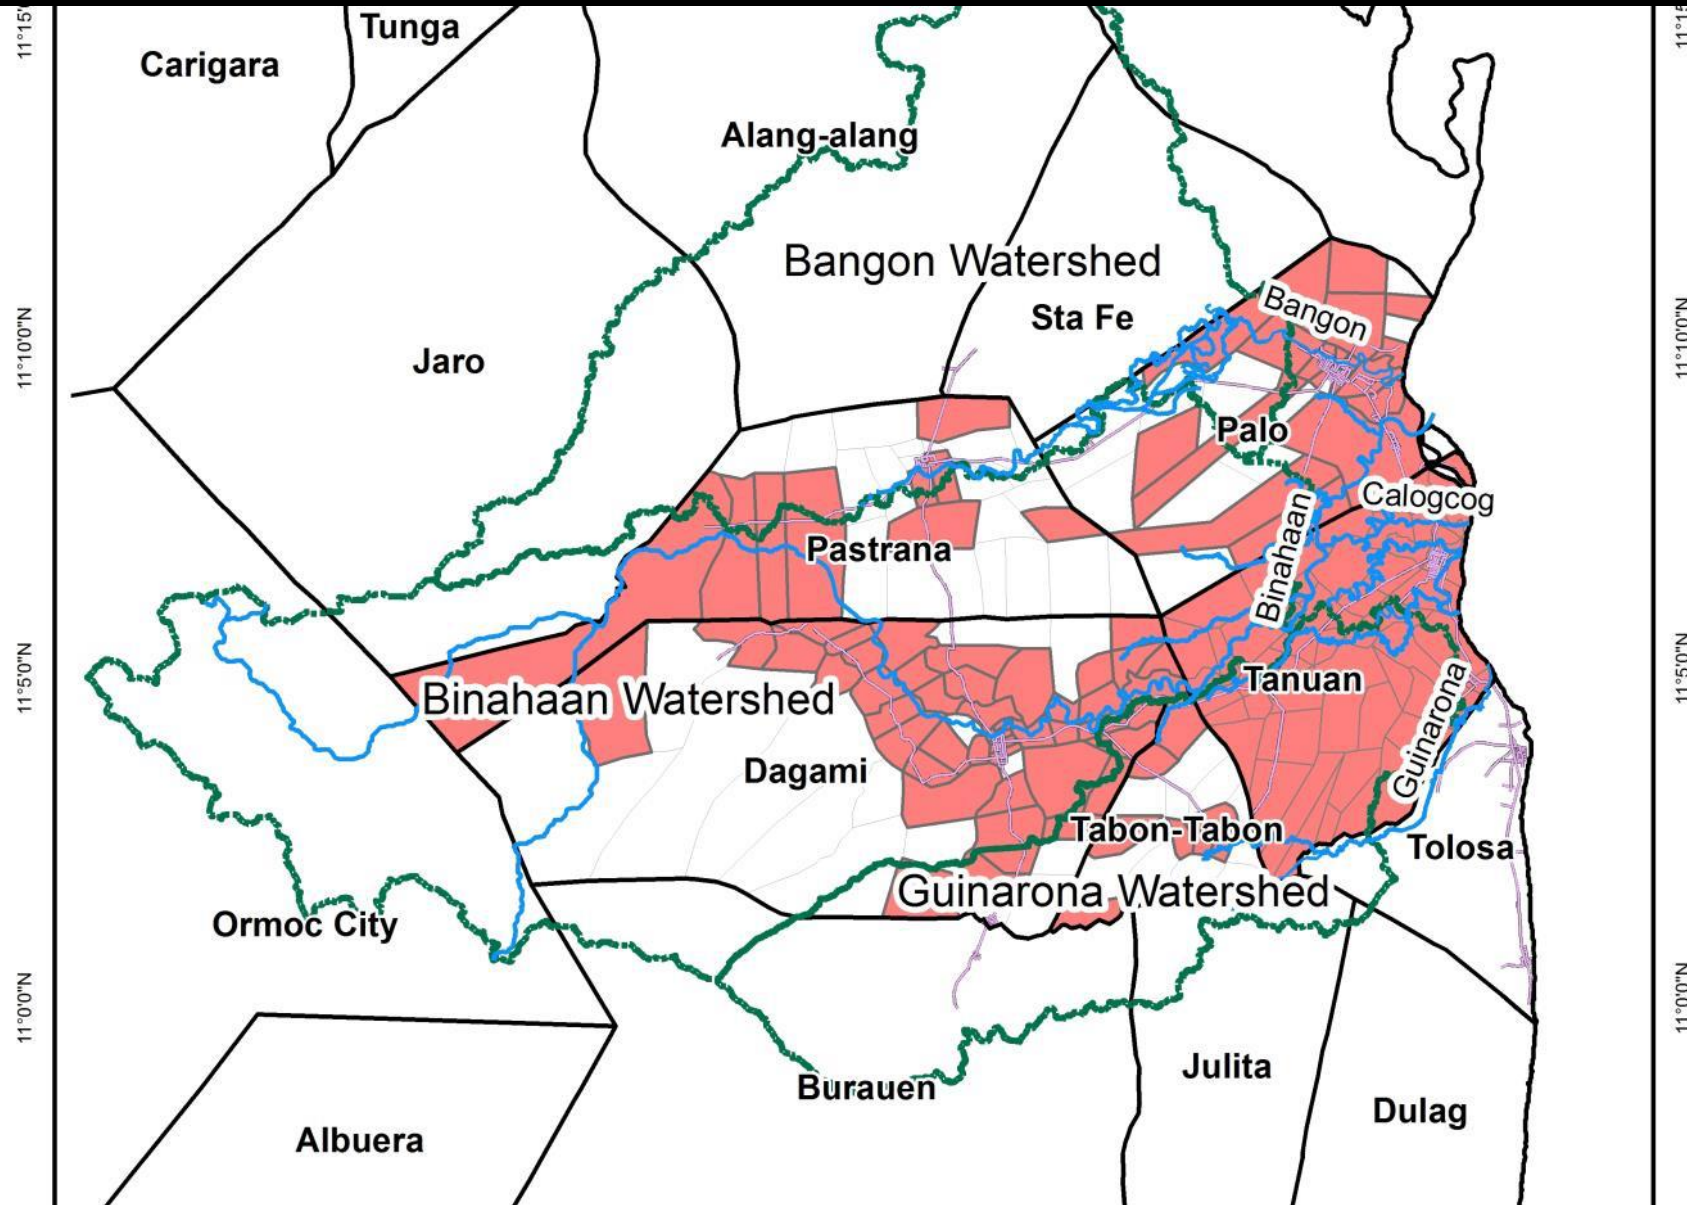 11°15'
Tunga
11°15
Carigara
Alang-alang
Bangon Watershed
Sta Fe
Bangon
11°10'0"N
Jaro
11°10'0"N
Palo
Calogcog
Binahaan
Pastrana
11°5'0"N
Binahaan Watershed
Tanuan
Guinarona
11°5'0"N
Dagami
Tabon-Tabon
Tolosa
Guinarona Watershed
Ormoc City
11°0'0"N
11°0'0"N
Julita
Burauen
Dulag
Albuera